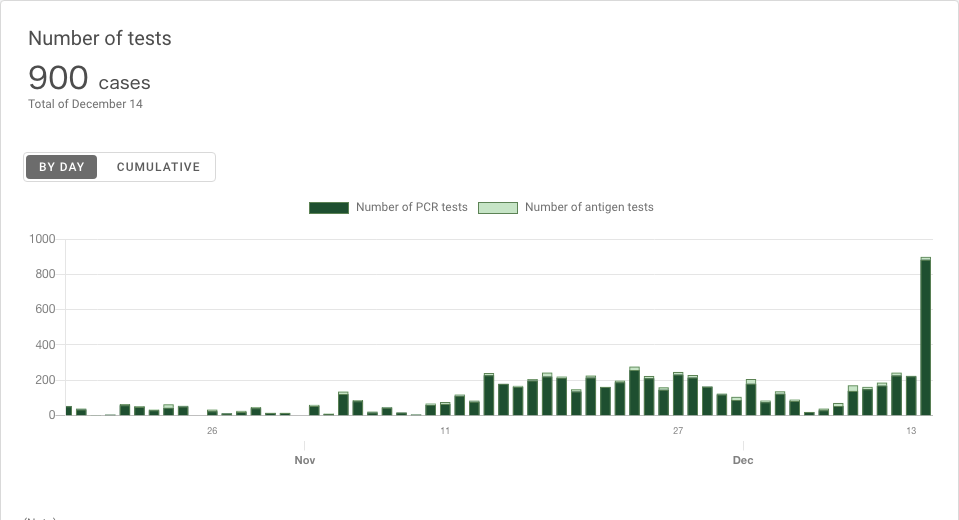 Number of tests
900 cases
Total of December 14
BY DAY CUMULATIVE
Number of PCR tests Number of antigen tests
1000
800
600
400
200
0
26 11 27 13
Nov Dec